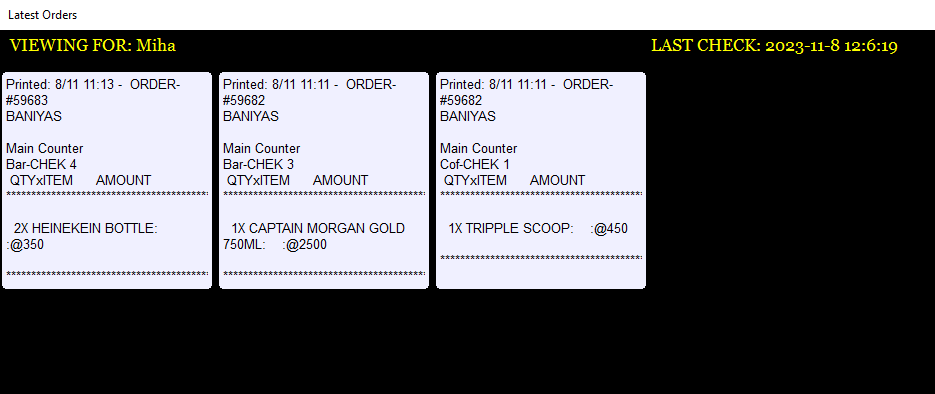 Latest Orders
VIEWING FOR: Miha
LAST CHECK: 2023-11-8 12:6:19
Printed: 8/11 11:13 -  ORDER-
#59683
BANIYAS
Main Counter
Bar-CHEK 4
QTYxITEM      AMOUNT
******************************************
2X HEINEKEIN BOTTLE:
:@350
******************************************
Printed: 8/11 11:11 -  ORDER-
#59682
BANIYAS
Main Counter
Bar-CHEK 3
QTYxITEM      AMOUNT
******************************************
1X CAPTAIN MORGAN GOLD
750ML:    :@2500
******************************************
Printed: 8/11 11:11 -  ORDER-
#59682
BANIYAS
Main Counter
Cof-CHEK 1
QTYxITEM      AMOUNT
******************************************
1X TRIPPLE SCOOP:    :@450
******************************************